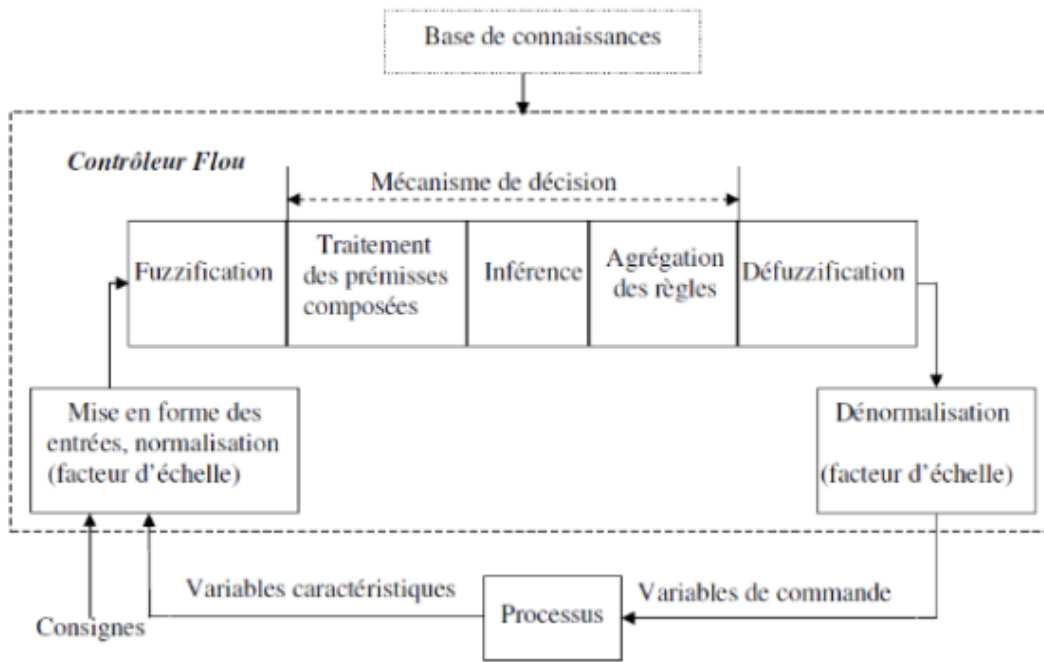 Base de connaissances
Contrôleur Flou
Mécanisme de décision
Fuzzification
Traitement
des prémisses
composées
Inférence
Agrégation
des règles
Défuzzification
Mise en forme des
entrées, normalisation
(facteur d’échelle)
Dénormalisation
(facteur d’échelle)
Variables caractéristiques
Processus
Variables de commande
Consignes